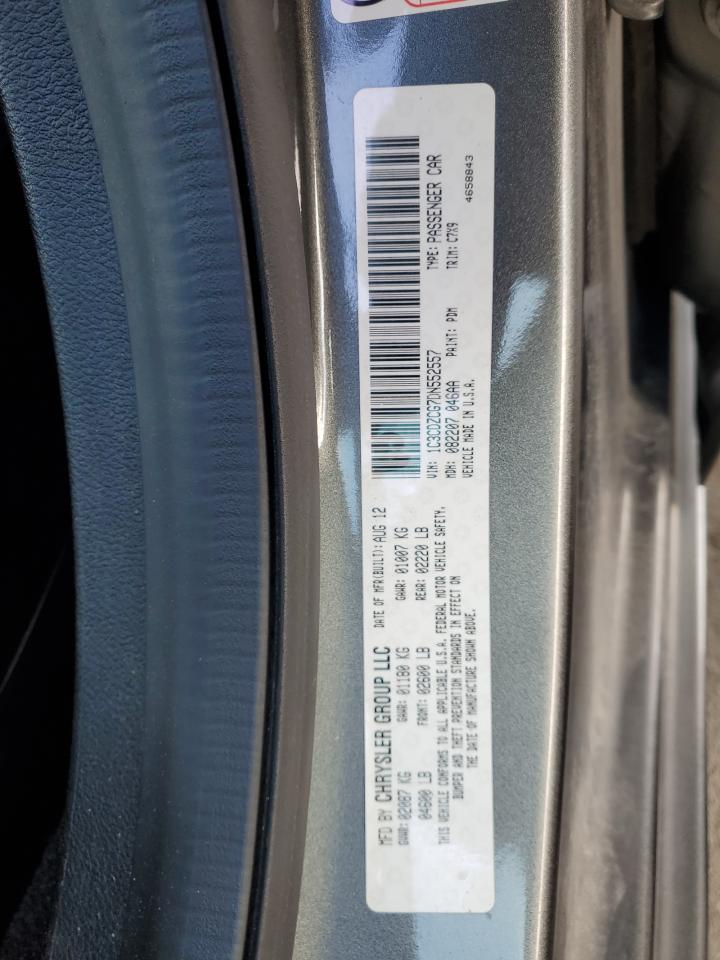 MFD BY CHRYSLER GROUP LLC DATE OF MFR(BUILT): AUG 12
GVWR: 02087 KG GAWR: 01180 KG GAWR: 01007 KG
04600 LB FRONT: 02600 LB REAR: 02220 LB
THIS VEHICLE CONFORMS TO ALL APPLICABLE U.S.A. FEDERAL MOTOR VEHICLE SAFETY,
BUMPER AND THEFT PREVENTION STANDARDS IN EFFECT ON
THE DATE OF MANUFACTURE SHOWN ABOVE.
VIN: 1C3CDZCG7DN552557 TYPE: PASSENGER CAR
MDH: 082207 046AA PAINT: PDM TRIM: C7X9
VEHICLE MADE IN U.S.A. 4658843